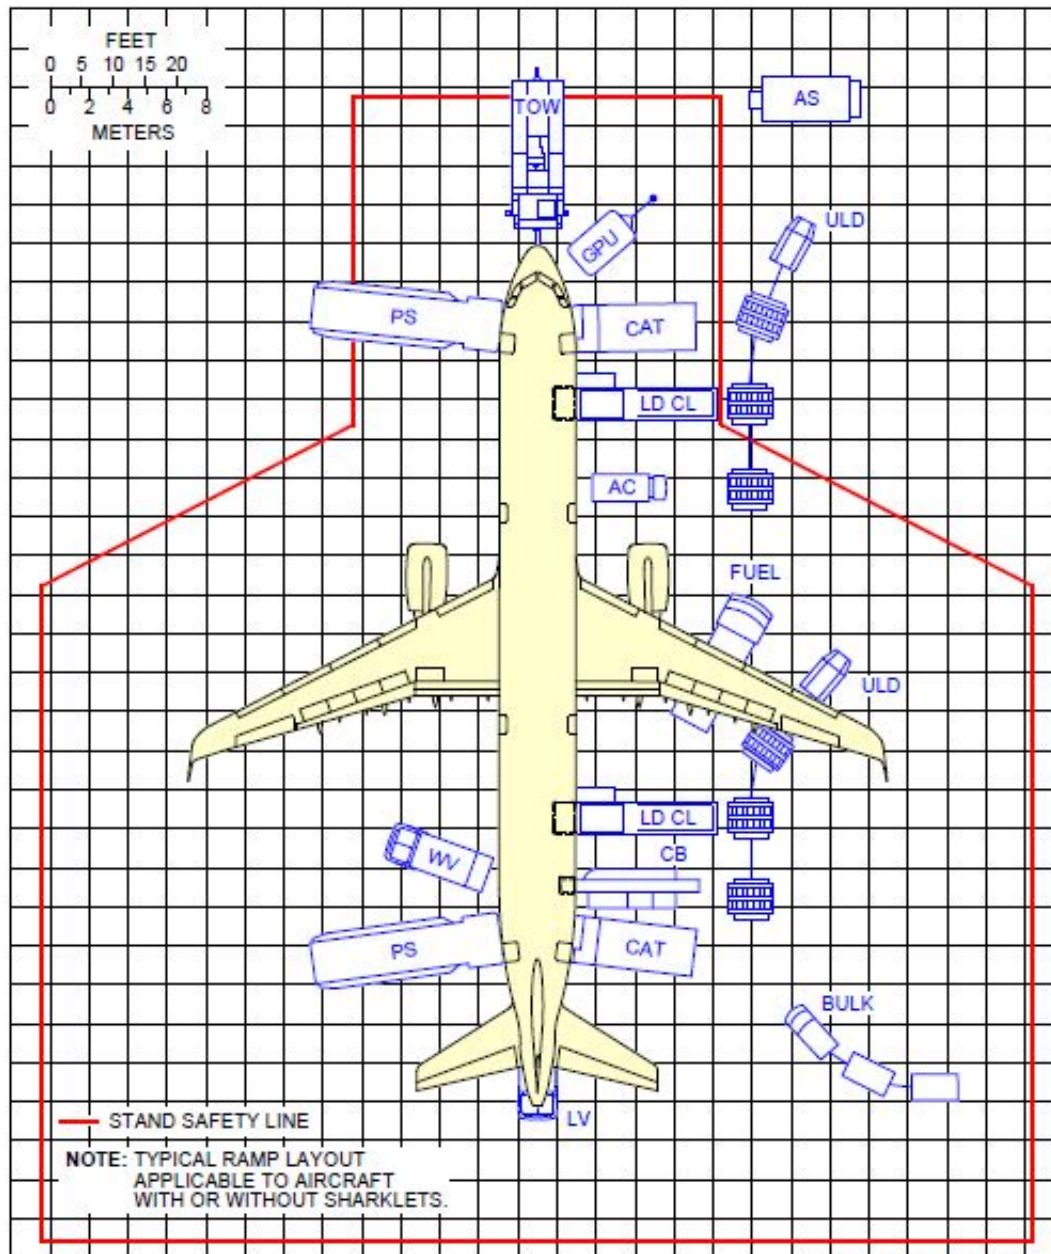 FEET
0 5 10 15 20
0 2 4 6 8
METERS
TOW
AS
ULD
GPU
PS
CAT
LD CL
AC
FUEL
ULD
LD CL
CB
WV
PS
CAT
BULK
LV
STAND SAFETY LINE
NOTE: TYPICAL RAMP LAYOUT
APPLICABLE TO AIRCRAFT
WITH OR WITHOUT SHARKLETS.